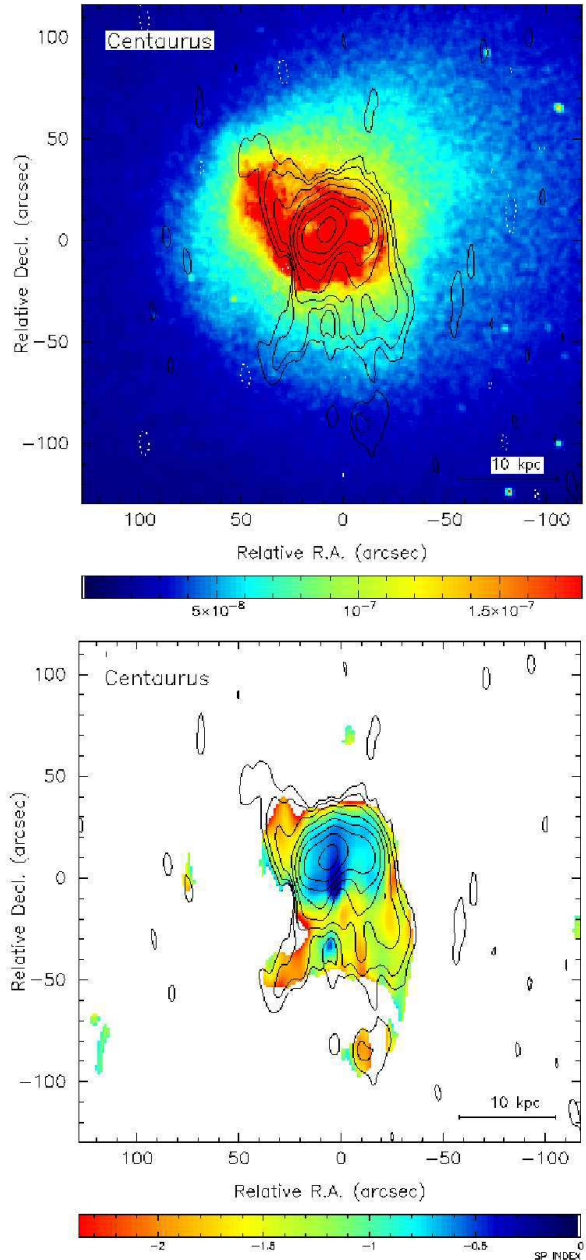 Centaurus
100
50
0
−50
−100
Relative Decl. (arcsec)
10 kpc
100 50 0 −50 −100
Relative R.A. (arcsec)
5×10⁻⁸ 10⁻⁷ 1.5×10⁻⁷
Centaurus
100
50
0
−50
−100
Relative Decl. (arcsec)
10 kpc
100 50 0 −50 −100
Relative R.A. (arcsec)
−2 −1.5 −1 −0.5 0
SP INDEX